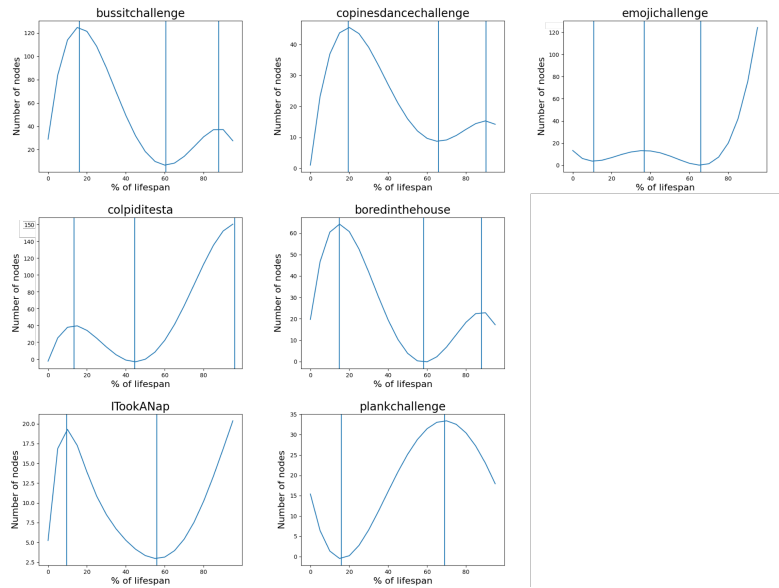 bussitchallenge
Number of nodes
120
100
80
60
40
20
0 20 40 60 80
% of lifespan
copinesdancechallenge
Number of nodes
40
30
20
10
0
0 20 40 60 80
% of lifespan
emojichallenge
Number of nodes
120
100
80
60
40
20
0
0 20 40 60 80
% of lifespan
colpiditesta
Number of nodes
160
140
120
100
80
60
40
20
0
0 20 40 60 80
% of lifespan
boredinthehouse
Number of nodes
60
50
40
30
20
10
0
0 20 40 60 80
% of lifespan
ITookANap
Number of nodes
20.0
17.5
15.0
12.5
10.0
7.5
5.0
2.5
0 20 40 60 80
% of lifespan
plankchallenge
Number of nodes
35
30
25
20
15
10
5
0
0 20 40 60 80
% of lifespan